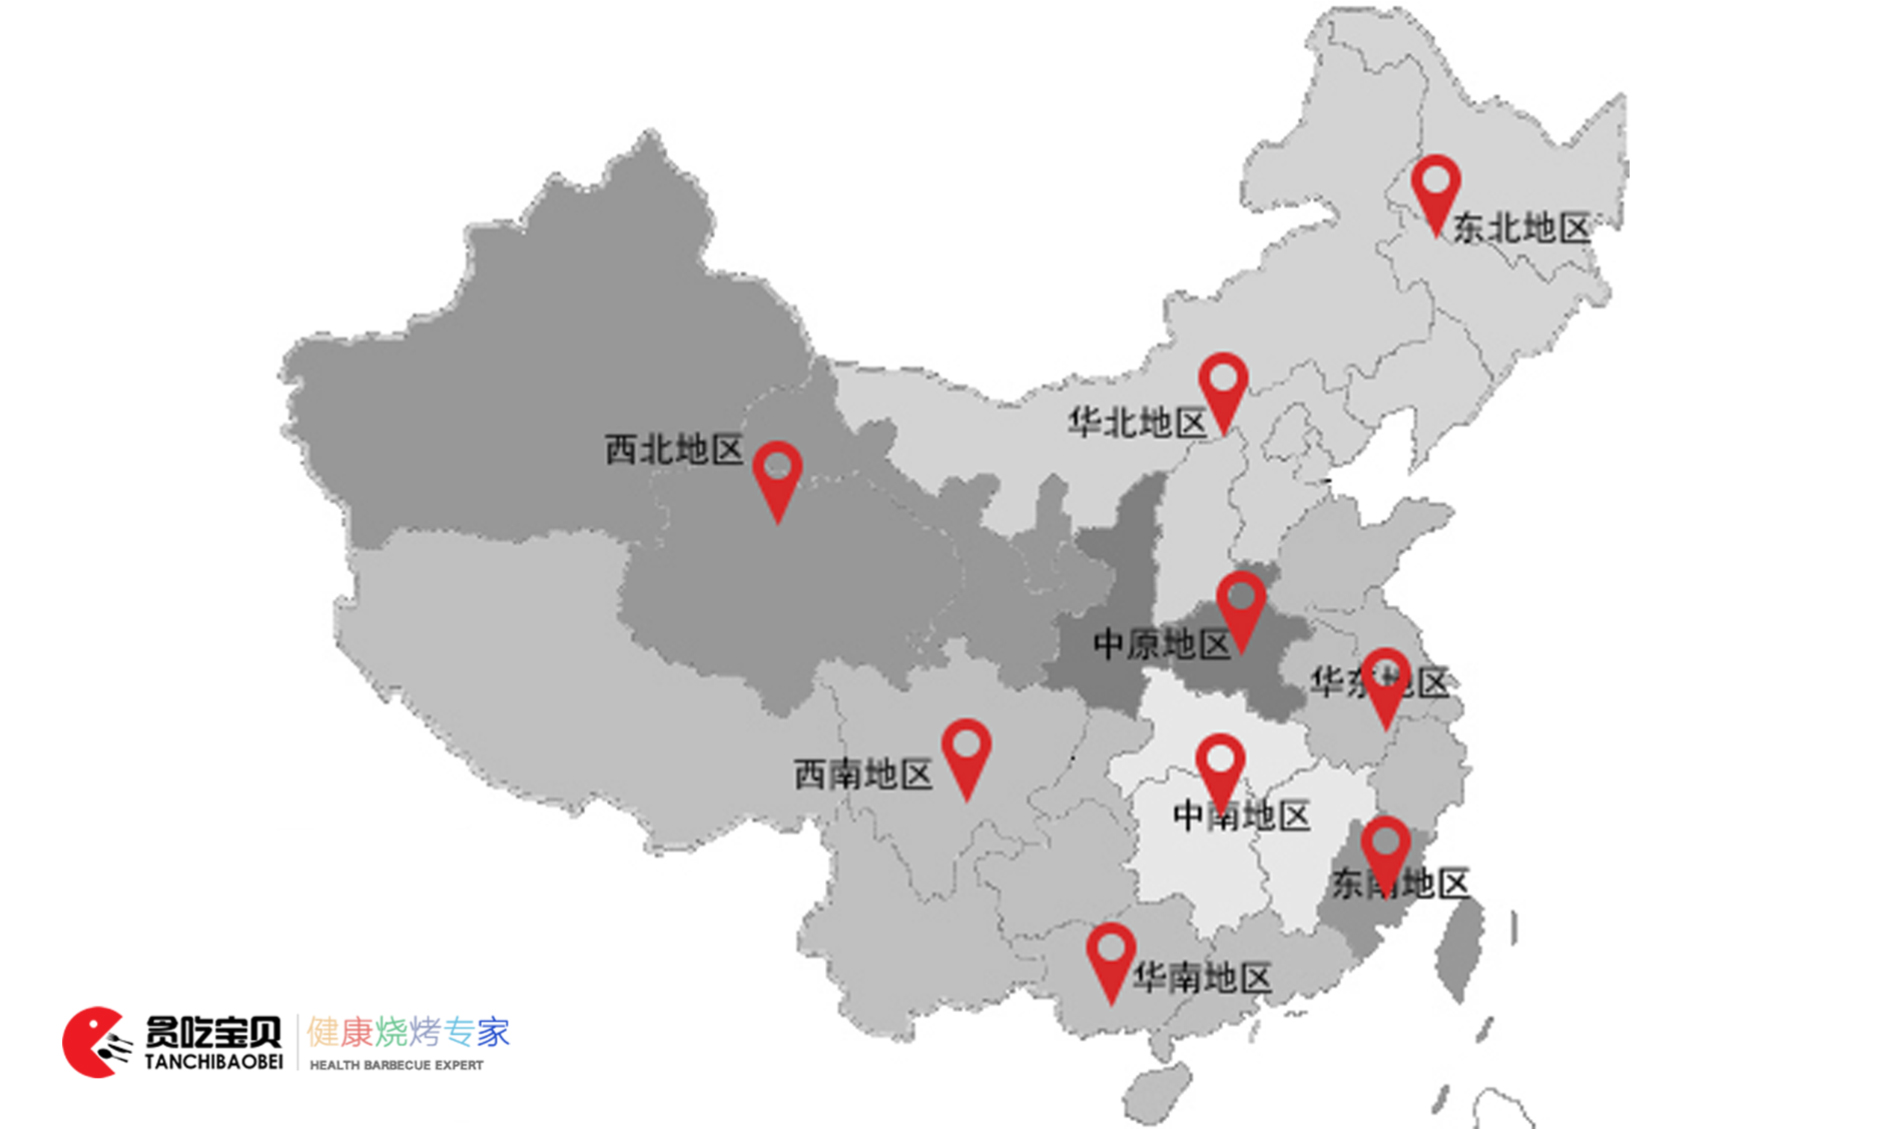 东北地区
华北地区
西北地区
中原地区
华东地区
西南地区
中南地区
东南地区
华南地区
贪吃宝贝
TANCHIBAOBEI
健康烧烤专家
HEALTH BARBECUE EXPERT